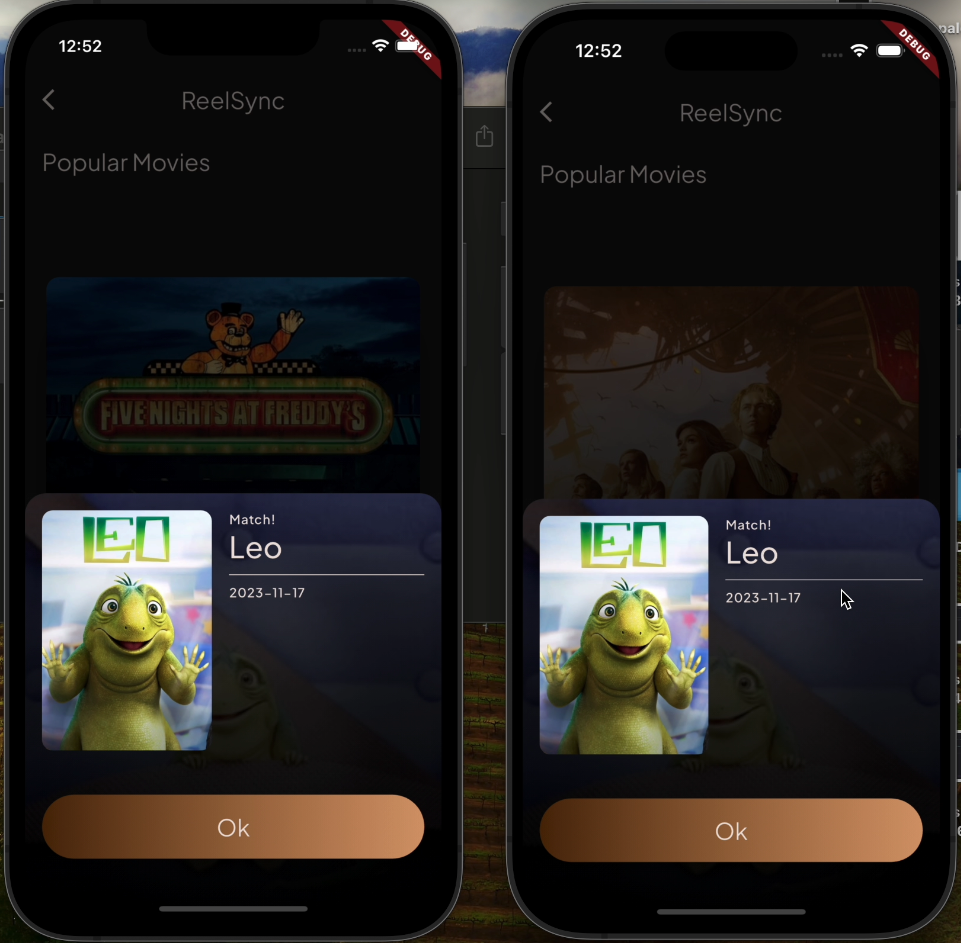 12:52
DEBUG
ReelSync
Popular Movies
FIVE NIGHTS AT FREDDY'S
LEO
Match!
Leo
2023-11-17
Ok
12:52
DEBUG
ReelSync
Popular Movies
LEO
Match!
Leo
2023-11-17
Ok
pal